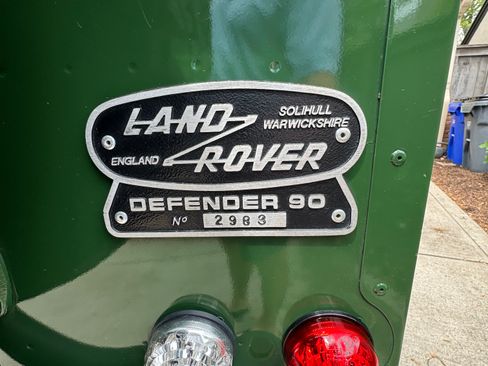 LAND ROVER
SOLIHULL
WARWICKSHIRE
ENGLAND
DEFENDER 90
Nº 2983